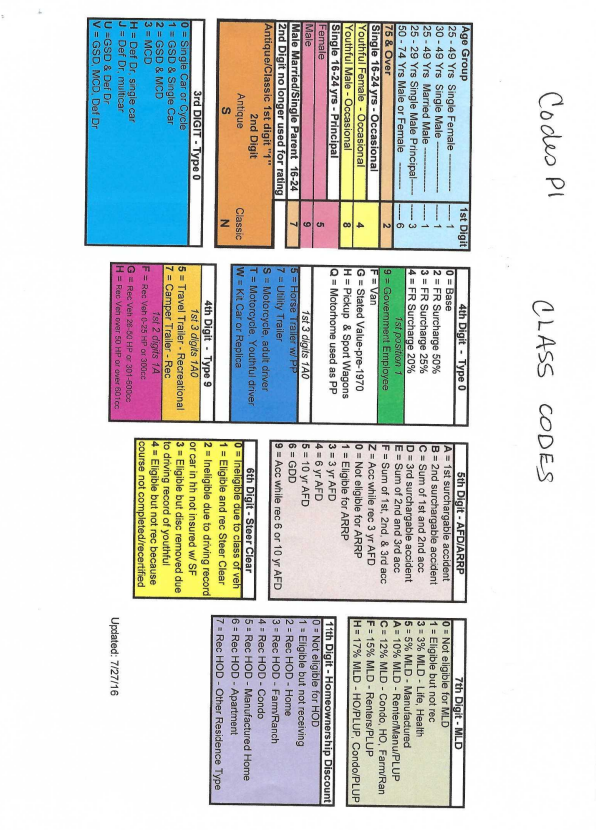 Codes P1
CLASS CODES
Age Group 1st Digit
25 - 49 Yrs Single Female 1
30 - 49 Yrs Single Male 1
25 - 49 Yrs Married Male 1
25 - 29 Yrs Single Male Principal 3
50 - 74 Yrs Male or Female 6
75 & Over 2
Single 16-24 yrs - Occasional
Youthful Female - Occasional 4
Youthful Male - Occasional 8
Single 16-24 yrs - Principal
Female 5
Male 9
Male Married/Single Parent 16-24 7
2nd Digit no longer used for rating
Antique/Classic 1st digit "1"
2nd Digit
Antique Classic
S N
3rd DIGIT - Type 0
0 = Single Car or Cycle
1 = GSD & Single Car
2 = GSD & MCD
3 = MCD
H = Def Dr, single car
J = Def Dr, multicar
U =GSD & Def Dr
V = GSD, MCD, Def Dr
4th Digit - Type 0
0 = Base
2 = FR Surcharge 50%
3 = FR Surcharge 25%
4 = FR Surcharge 20%
1st position 1
9 = Government Employee
F = Van
G = Stated Value-pre-1970
H = Pickup & Sport Wagons
Q = Motorhome used as PP
1st 3 digits 1A0
5 = Horse Trailer w/ PP
7 = Utility Trailer
S = Motorcycle, adult driver
T = Motorcycle, Youthful driver
W = Kit Car or Replica
4th Digit - Type 9
1st 3 digits 1A0
5 = Travel Trailer - Recreational
7 = Camper Trailer - Rec
1st 2 digits 1A
F = Rec Veh 0-25 HP or 300cc
G = Rec Veh 26-50 HP or 301-600cc
H = Rec Veh over 50 HP or over 601cc
5th Digit - AFD/ARRP
A = 1st surchargable accident
B = 2nd surchargable accident
C = Sum of 1st and 2nd acc
D = 3rd surchargable accident
E = Sum of 2nd and 3rd acc
F = Sum of 1st, 2nd, & 3rd acc
Z = Acc while rec 3 yr AFD
0 = Not eligible for ARRP
1 = Eligible for ARRP
3 = 3 yr AFD
4 = 6 yr AFD
5 = 10 yr AFD
6 = GDD
9 = Acc while rec 6 or 10 yr AFD
6th Digit - Steer Clear
0 = Ineligible due to class of veh
1 = Eligible and rec Steer Clear
2 = Ineligible due to driving record
or car in hh not insured w/ SF
3 = Eligible but disc removed due
to driving record of youthful
4 = Eligible but not rec because
course not completed/recertified
7th Digit - MLD
0 = Not eligible for MLD
1 = Eligible but not rec
3 = 3% MLD - Life, Health
5 = 5% MLD - Manufactured
A = 10% MLD - Renter/Manu/PLUP
C = 12% MLD - Condo, HO, Farm/Ran
F = 15% MLD - Renters/PLUP
H = 17% MLD - HO/PLUP, Condo/PLUP
11th Digit - Homeownership Discount
0 = Not eligible for HOD
1 = Eligible but not receiving
2 = Rec HOD - Home
3 = Rec HOD - Farm/Ranch
4 = Rec HOD - Condo
5 = Rec HOD - Manufactured Home
6 = Rec HOD - Apartment
7 = Rec HOD - Other Residence Type
Updated: 7/27/16